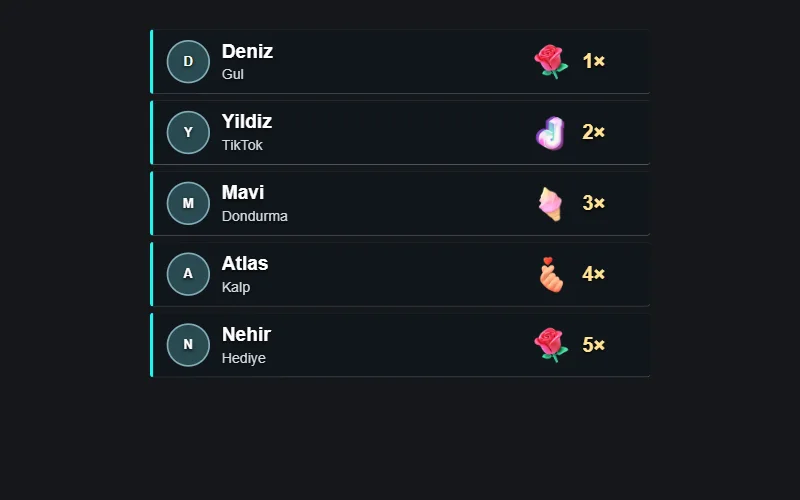 D
Deniz
Gul
1×
Y
Yildiz
TikTok
2×
M
Mavi
Dondurma
3×
A
Atlas
Kalp
4×
N
Nehir
Hediye
5×